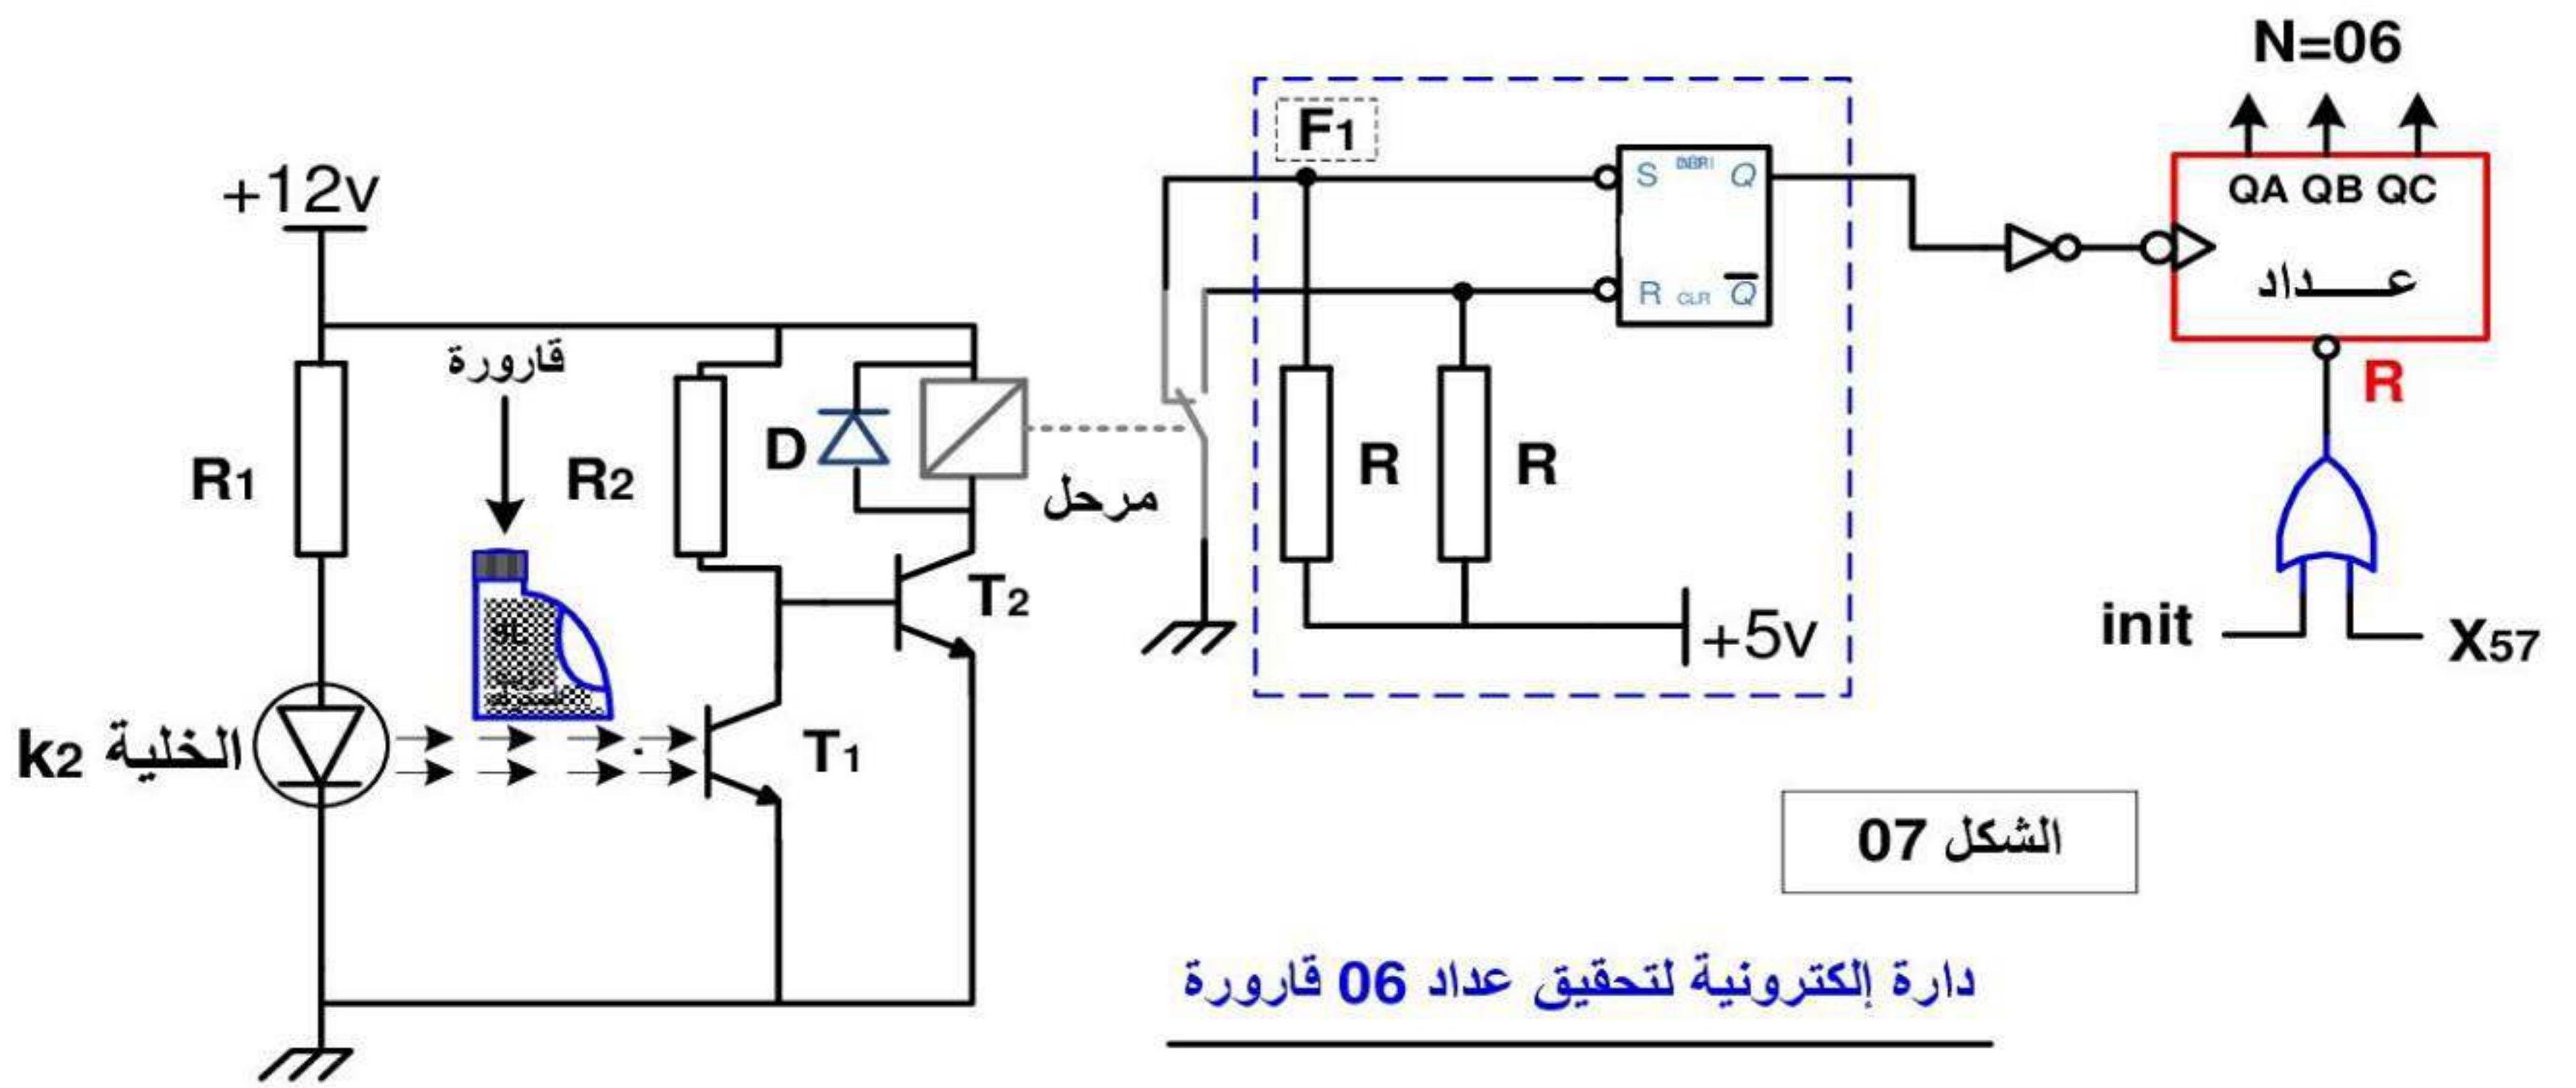 N=06
F1
S Q
QA QB QC
+12v
R CLR Q̅
عـــــداد
قارورة
R
R1
R2
D
R
R
مرحل
T2
+5v
init
X57
k2 الخلية
T1
الشكل 07
دارة إلكترونية لتحقيق عداد 06 قارورة